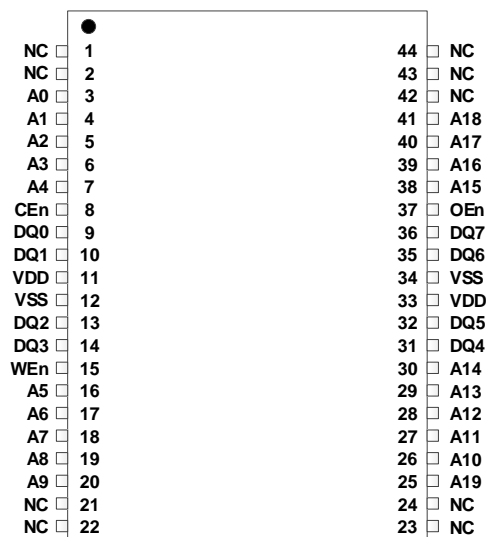 NC 1 44 NC
NC 2 43 NC
A0 3 42 NC
A1 4 41 A18
A2 5 40 A17
A3 6 39 A16
A4 7 38 A15
CEn 8 37 OEn
DQ0 9 36 DQ7
DQ1 10 35 DQ6
VDD 11 34 VSS
VSS 12 33 VDD
DQ2 13 32 DQ5
DQ3 14 31 DQ4
WEn 15 30 A14
A5 16 29 A13
A6 17 28 A12
A7 18 27 A11
A8 19 26 A10
A9 20 25 A19
NC 21 24 NC
NC 22 23 NC